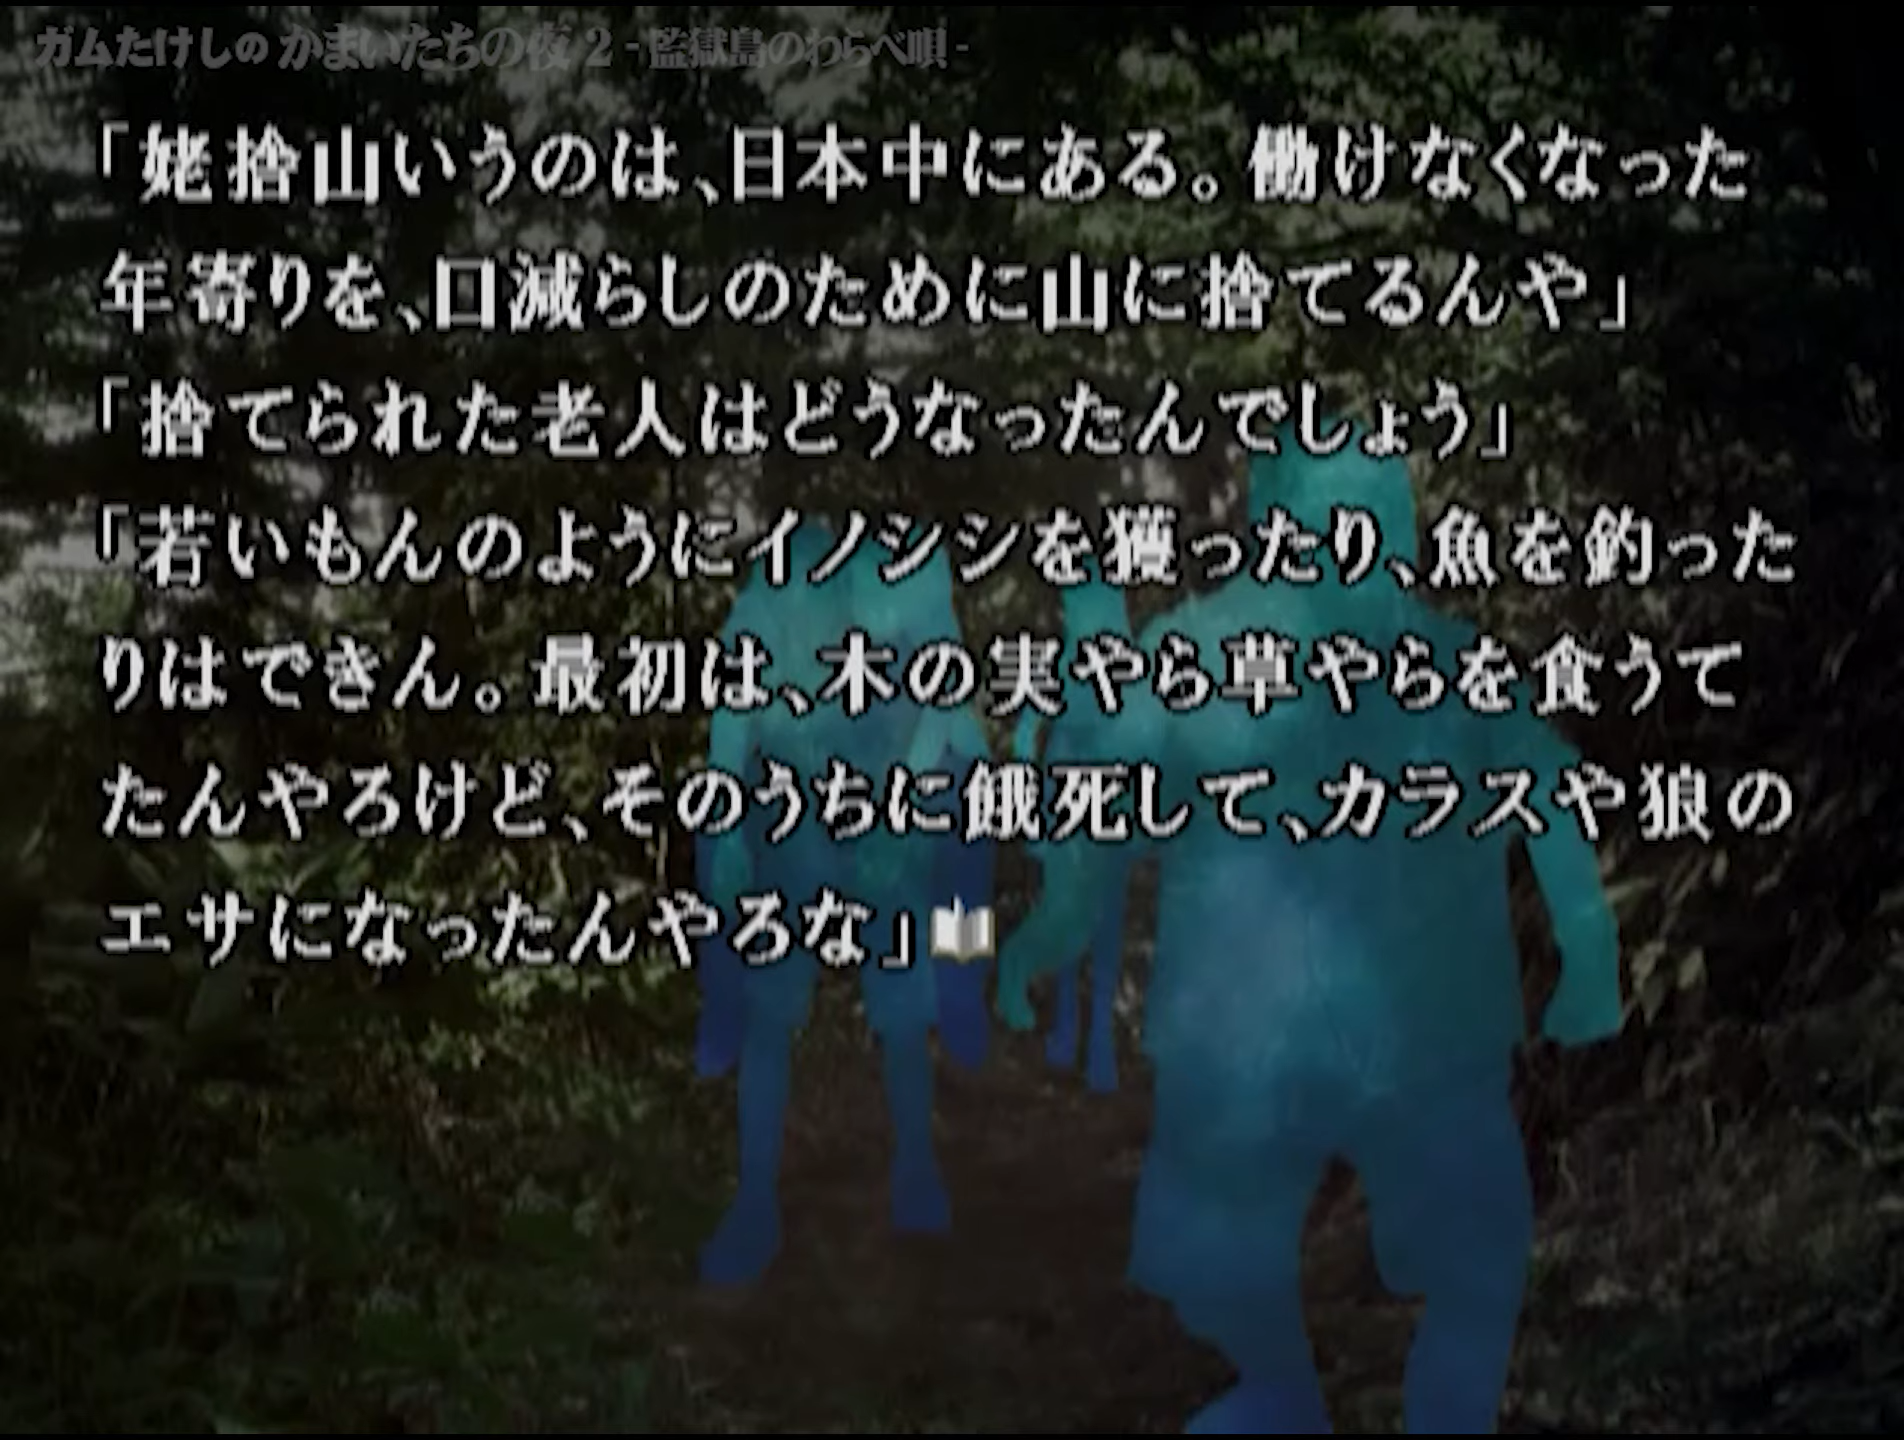 ガムたけしの かまいたちの夜2 -監獄島のわらべ唄-
「姥捨山いうのは、日本中にある。働けなくなった
年寄りを、口減らしのために山に捨てるんや」
「捨てられた老人はどうなったんでしょう」
「若いもんのようにイノシシを獲ったり、魚を釣った
りはできん。最初は、木の実やら草やらを食うて
たんやろけど、そのうちに餓死して、カラスや狼の
エサになったんやろな」